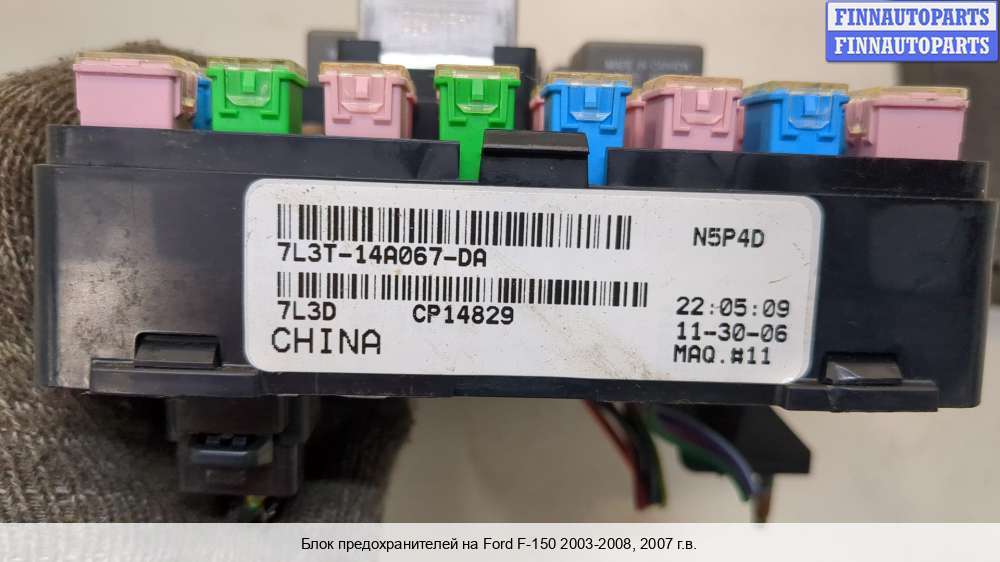 FINNAUTOPARTS
FINNAUTOPARTS
7L3T-14A067-DA
N5P4D
7L3D CP14829
CHINA
22:05:09
11-30-06
MAQ.#11
Блок предохранителей на Ford F-150 2003-2008, 2007 г.в.